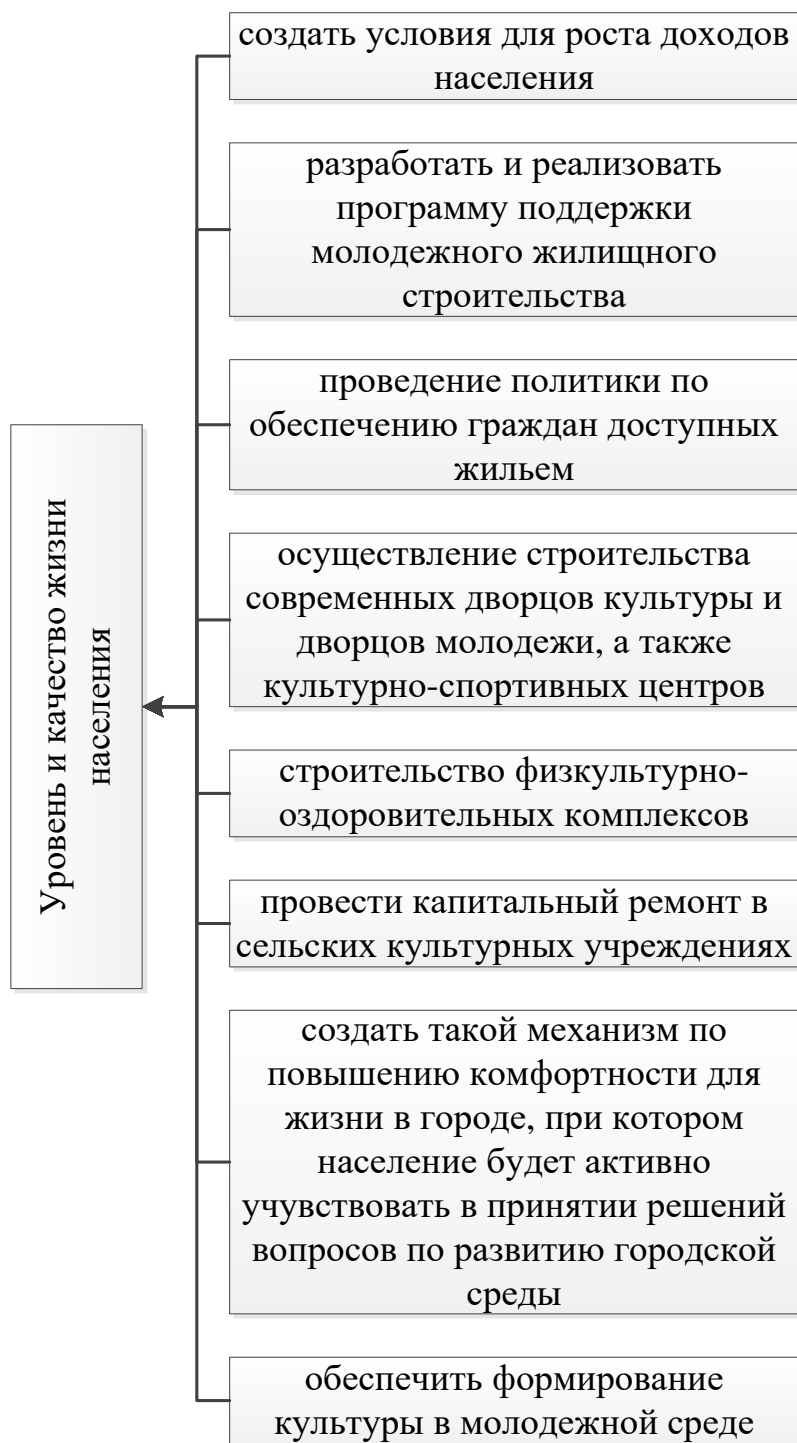 Уровень и качество жизни
населения
создать условия для роста доходов
населения
разработать и реализовать
программу поддержки
молодежного жилищного
строительства
проведение политики по
обеспечению граждан доступных
жильем
осуществление строительства
современных дворцов культуры и
дворцов молодежи, а также
культурно-спортивных центров
строительство физкультурно-
оздоровительных комплексов
провести капитальный ремонт в
сельских культурных учреждениях
создать такой механизм по
повышению комфортности для
жизни в городе, при котором
население будет активно
учувствовать в принятии решений
вопросов по развитию городской
среды
обеспечить формирование
культуры в молодежной среде